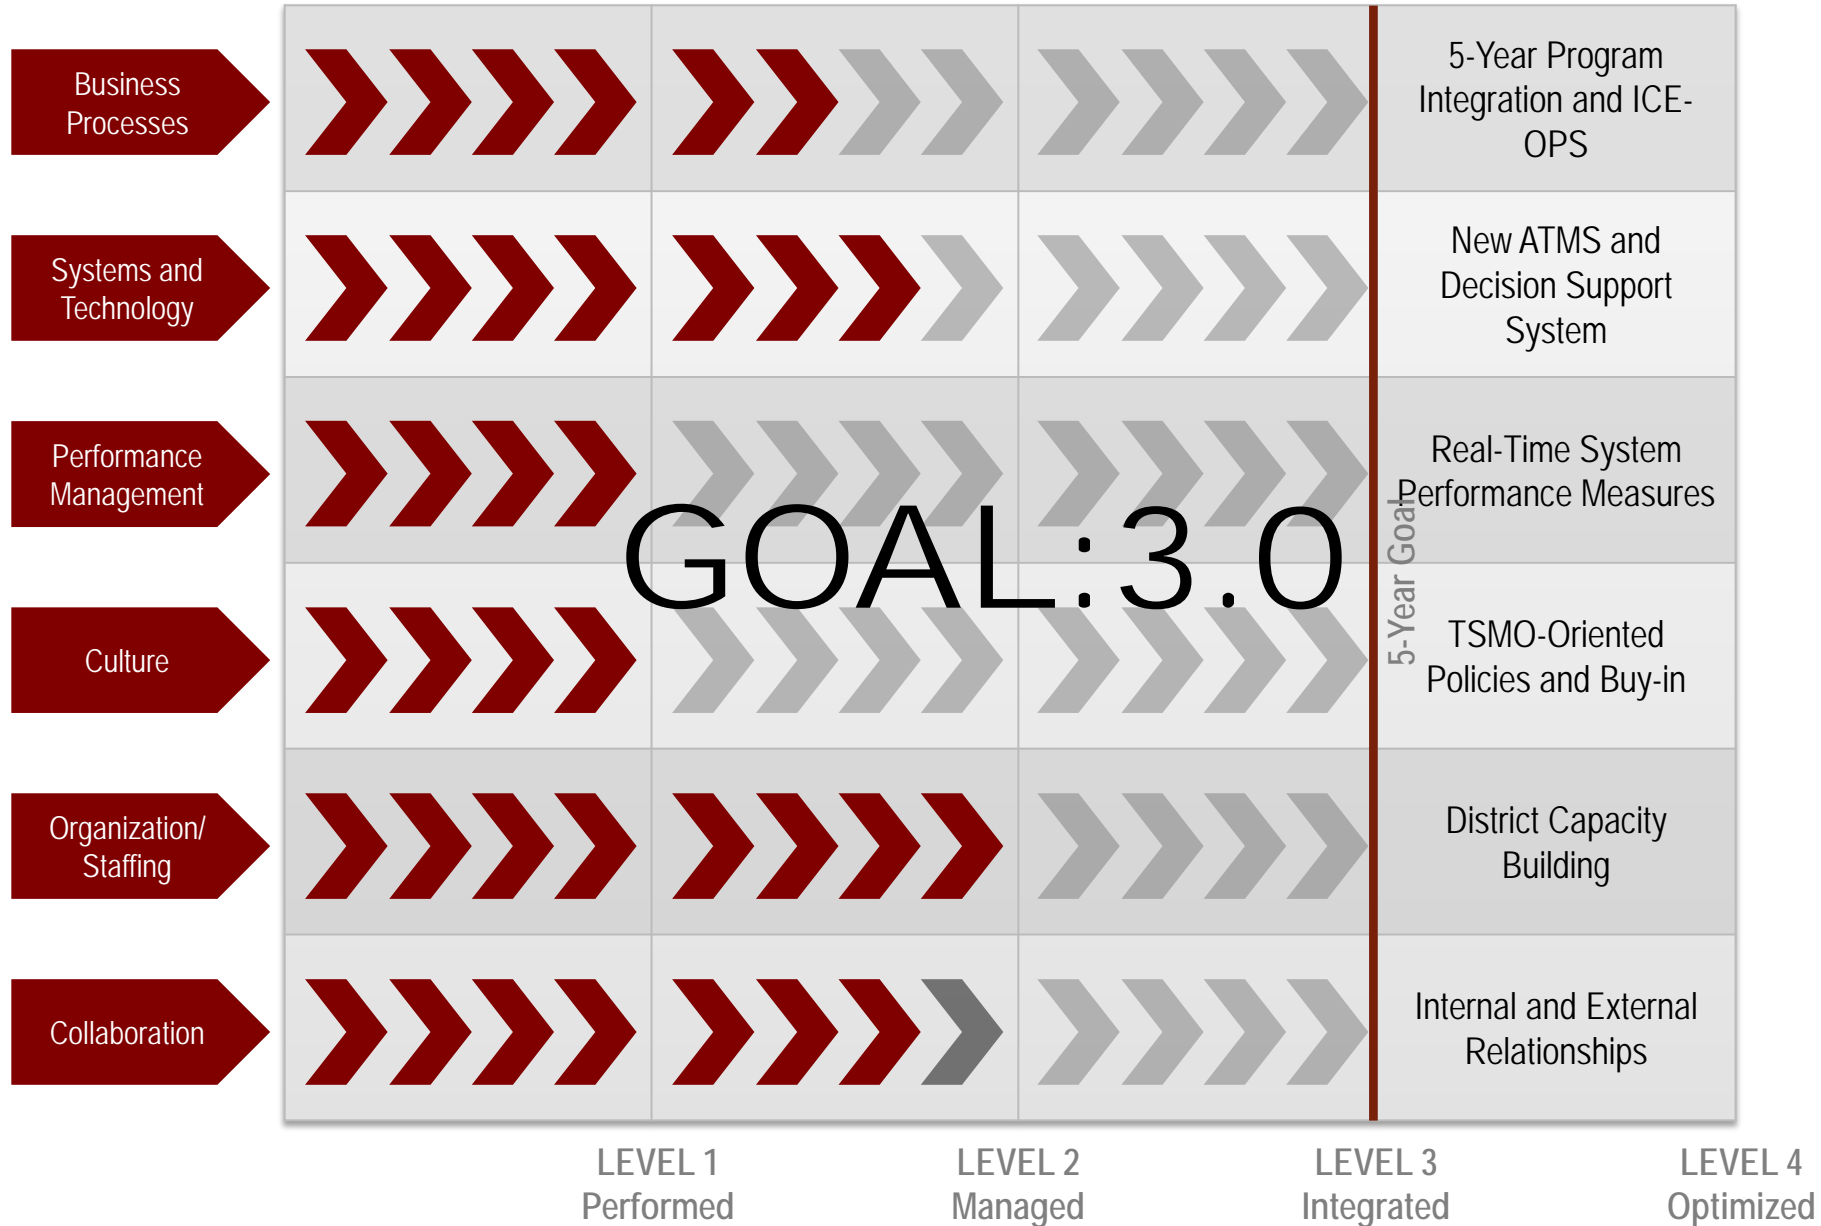 Business
Processes
5-Year Program
Integration and ICE-
OPS
Systems and
Technology
New ATMS and
Decision Support
System
Performance
Management
Real-Time System
Performance Measures
GOAL: 3.0
5-Year Goal
Culture
TSMO-Oriented
Policies and Buy-in
Organization/
Staffing
District Capacity
Building
Collaboration
Internal and External
Relationships
LEVEL 1
Performed
LEVEL 2
Managed
LEVEL 3
Integrated
LEVEL 4
Optimized